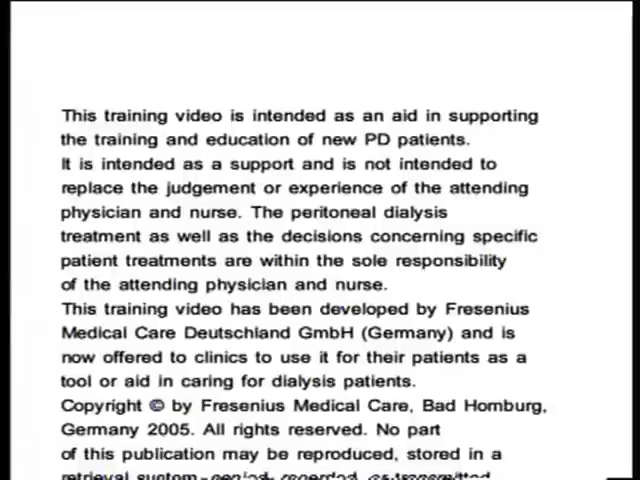 This training video is intended as an aid in supporting
the training and education of new PD patients.
It is intended as a support and is not intended to
replace the judgement or experience of the attending
physician and nurse. The peritoneal dialysis
treatment as well as the decisions concerning specific
patient treatments are within the sole responsibility
of the attending physician and nurse.
This training video has been developed by Fresenius
Medical Care Deutschland GmbH (Germany) and is
now offered to clinics to use it for their patients as a
tool or aid in caring for dialysis patients.
Copyright © by Fresenius Medical Care, Bad Homburg,
Germany 2005. All rights reserved. No part
of this publication may be reproduced, stored in a
retrieval